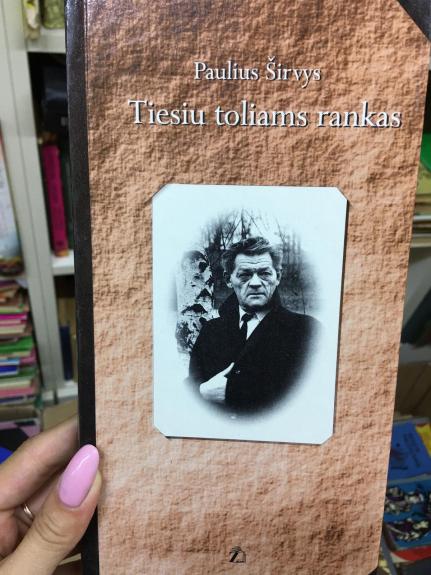 Paulius Širvys
Tiesiu toliams rankas